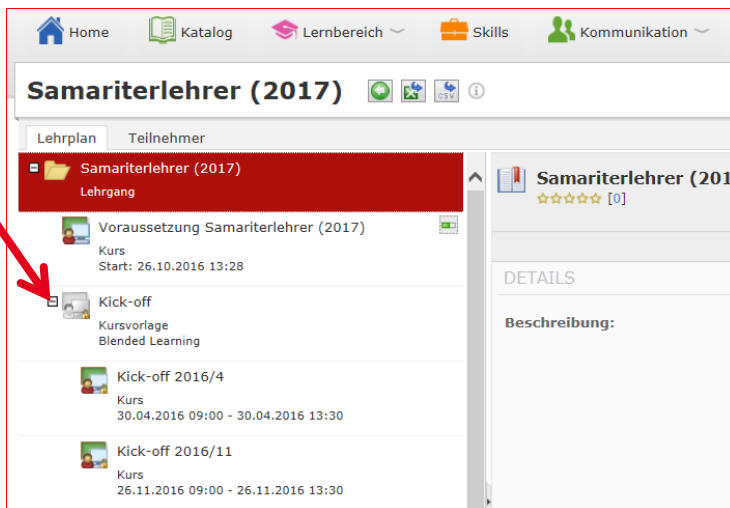 Home Katalog Lernbereich Skills Kommunikation
Samariterlehrer (2017) CSV
Lehrplan Teilnehmer
Samariterlehrer (2017)
Lehrgang
Voraussetzung Samariterlehrer (2017)
Kurs
Start: 26.10.2016 13:28
Kick-off
Kursvorlage
Blended Learning
Kick-off 2016/4
Kurs
30.04.2016 09:00 - 30.04.2016 13:30
Kick-off 2016/11
Kurs
26.11.2016 09:00 - 26.11.2016 13:30
Samariterlehrer (201
[0]
DETAILS
Beschreibung: